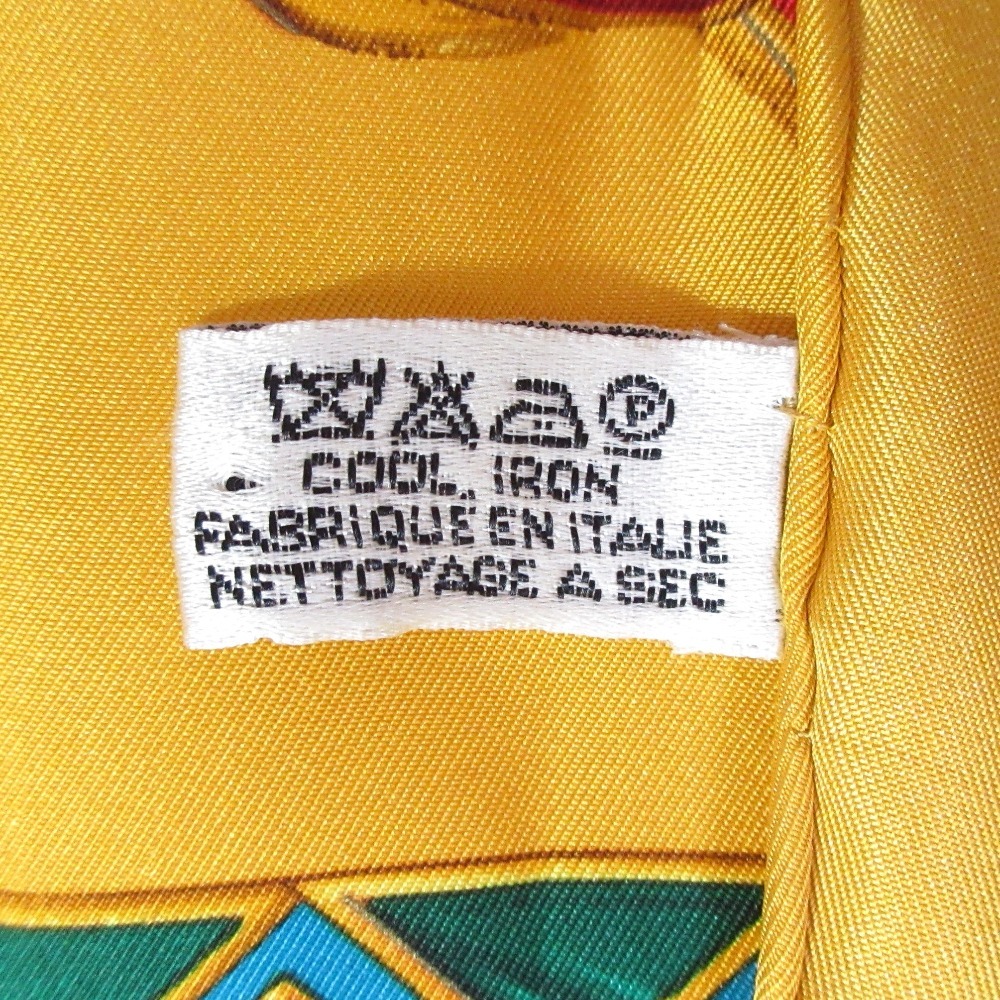 P
COOL IRON
FABRIQUE EN ITALIE
NETTOYAGE A SEC